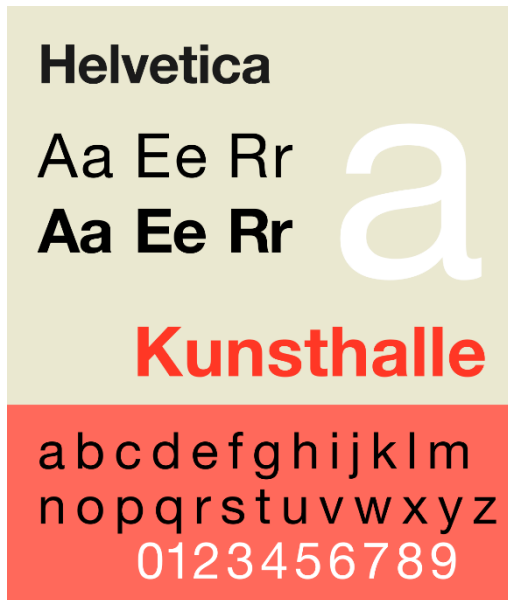 Helvetica
Aa Ee Rr
a
Aa Ee Rr
Kunsthalle
abcdefghijklm
nopqrstuvwxyz
0123456789